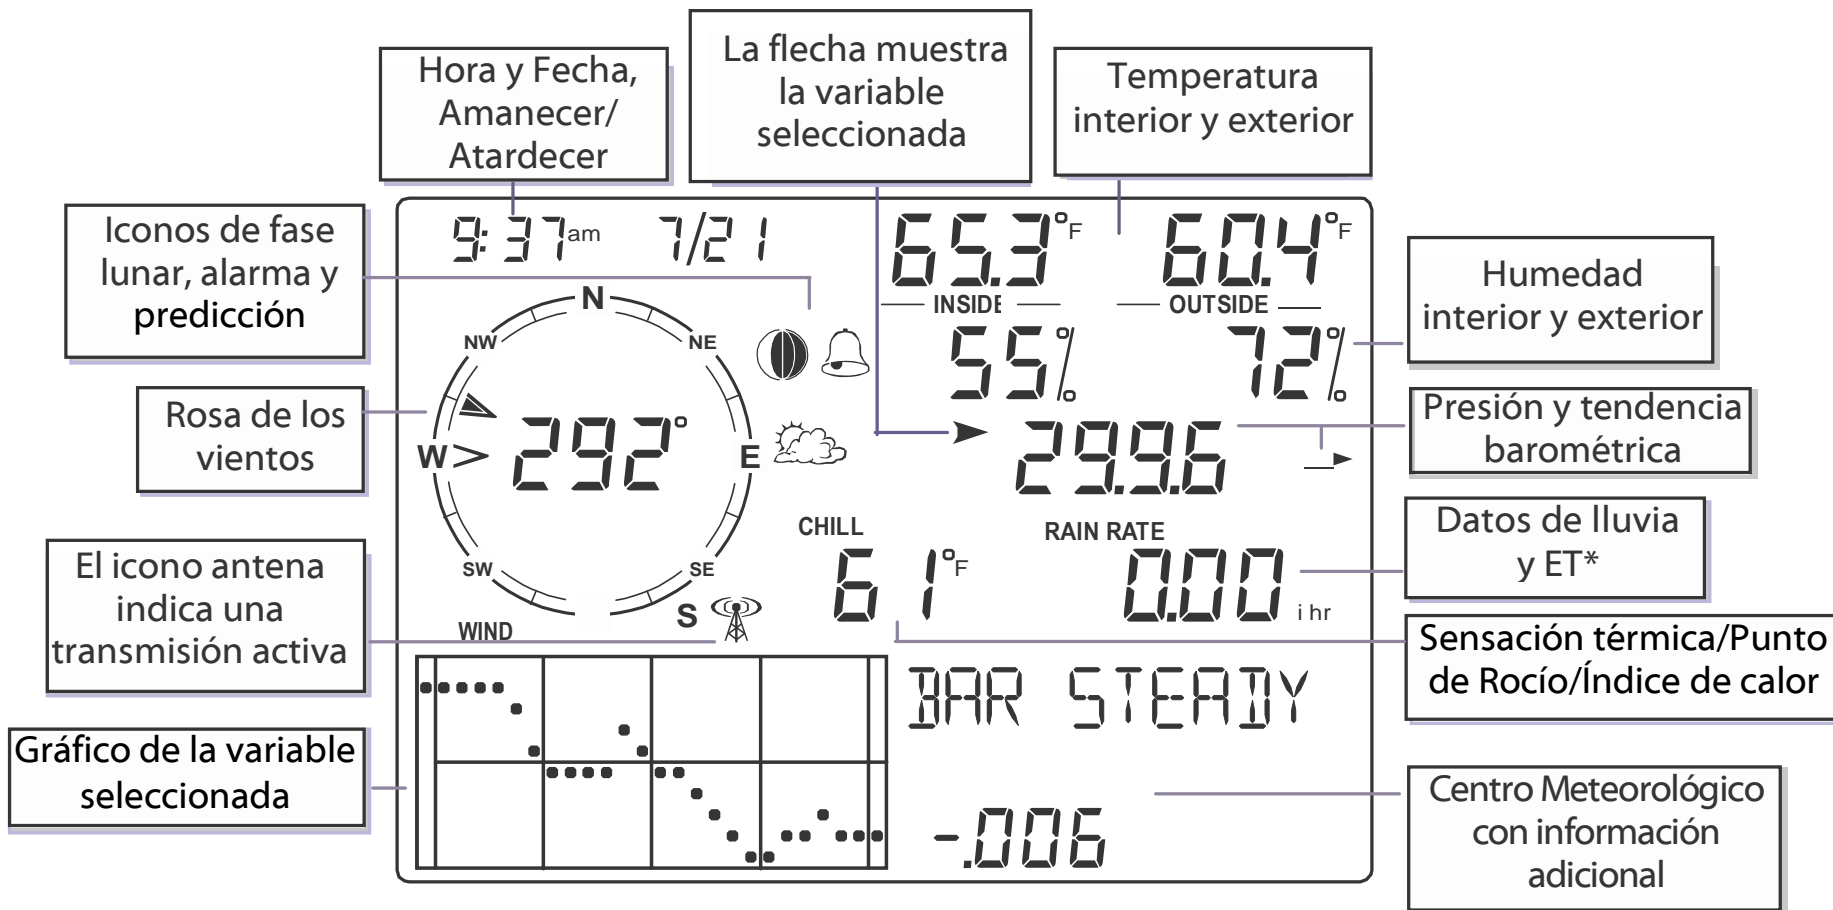 Hora y Fecha,
Amanecer/
Atardecer
La flecha muestra
la variable
seleccionada
Temperatura
interior y exterior
Iconos de fase
lunar, alarma y
predicción
Humedad
interior y exterior
Rosa de los
vientos
Presión y tendencia
barométrica
El icono antena
indica una
transmisión activa
Datos de lluvia
y ET*
Sensación térmica/Punto
de Rocío/Índice de calor
Gráfico de la variable
seleccionada
Centro Meteorológico
con información
adicional
9:37am 7/21
65.3°F 60.4°F
INSIDE OUTSIDE
55% 72%
N
NW NE
W 292° E
SW SE
S
WIND
29.9.6
CHILL RAIN RATE
61°F 0.00 i hr
BAR STEADY
-.006